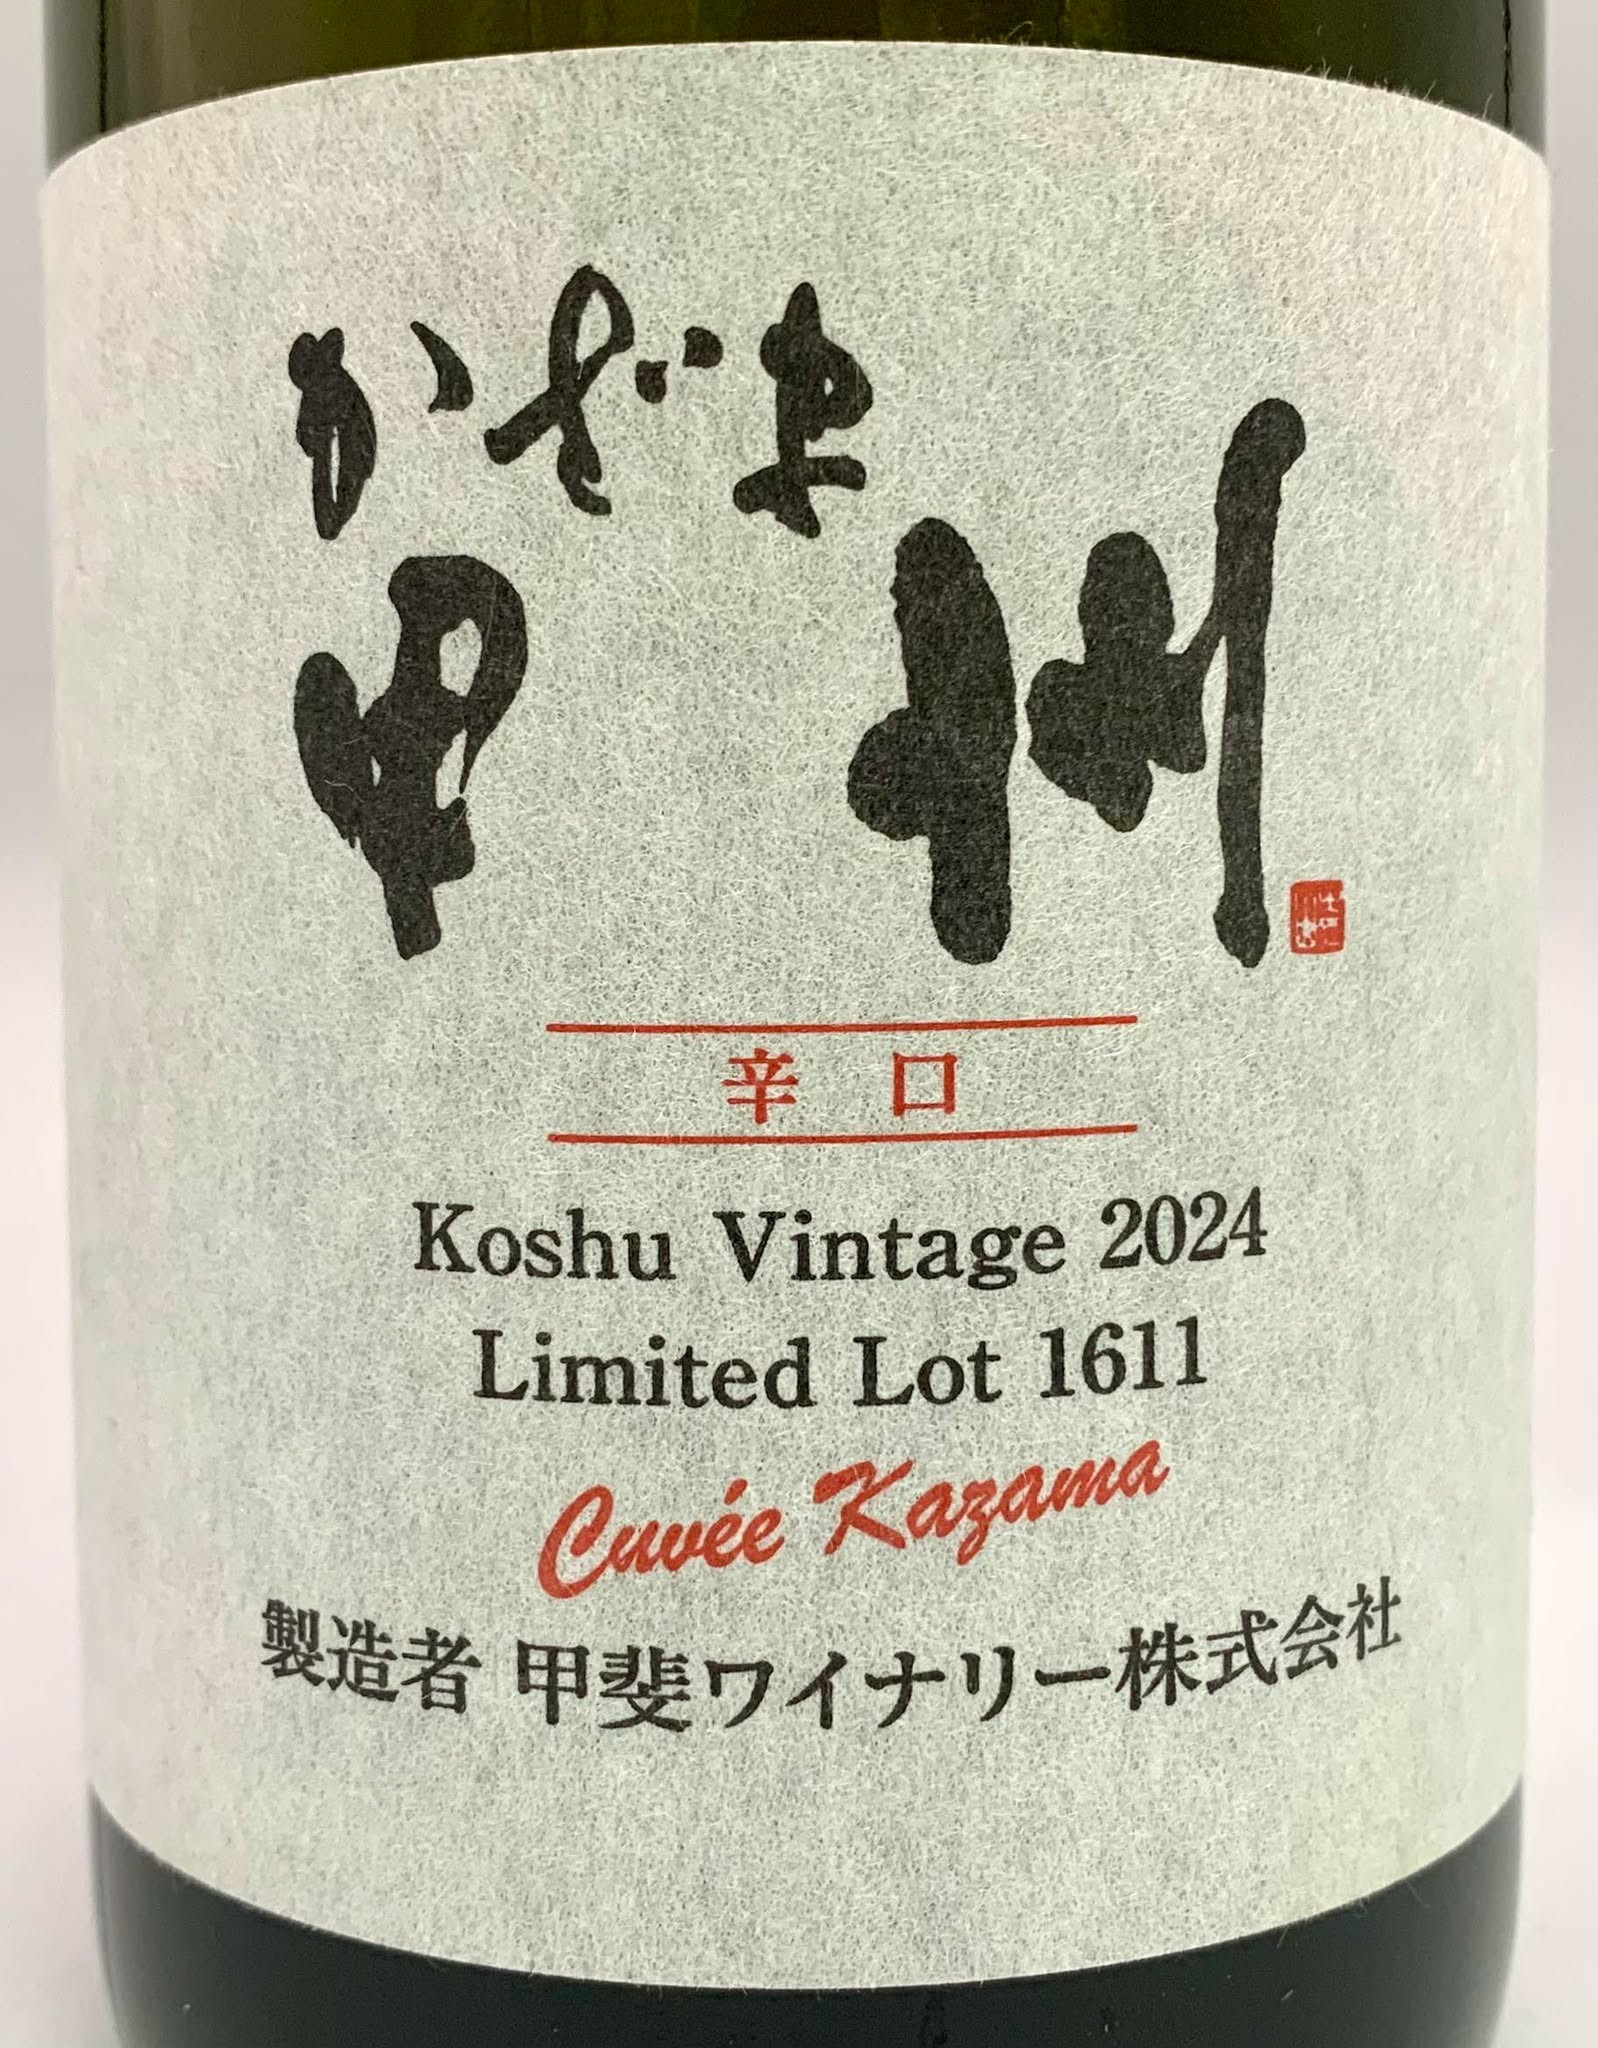 かざま
甲州
辛口
Koshu Vintage 2024
Limited Lot 1611
Cuvée Kazama
製造者 甲斐ワイナリー株式会社